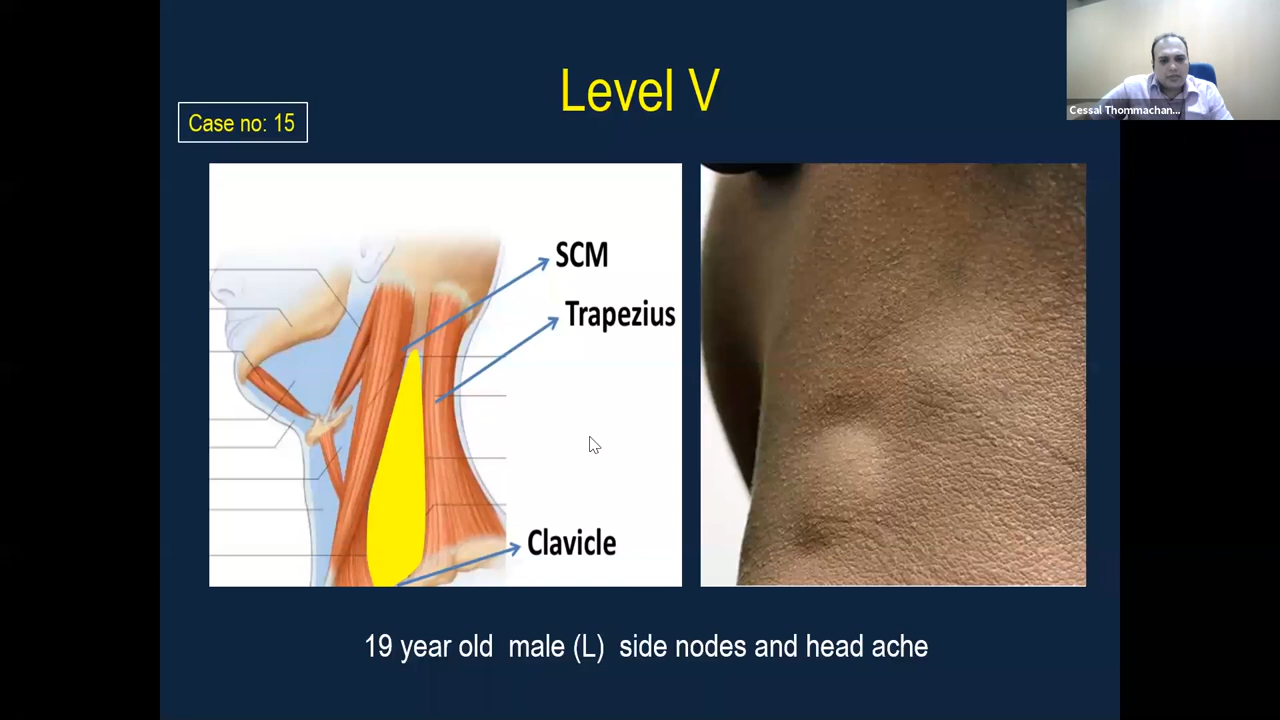 Level V
Cessal Thommachan...
Case no: 15
SCM
Trapezius
Clavicle
19 year old male (L) side nodes and head ache